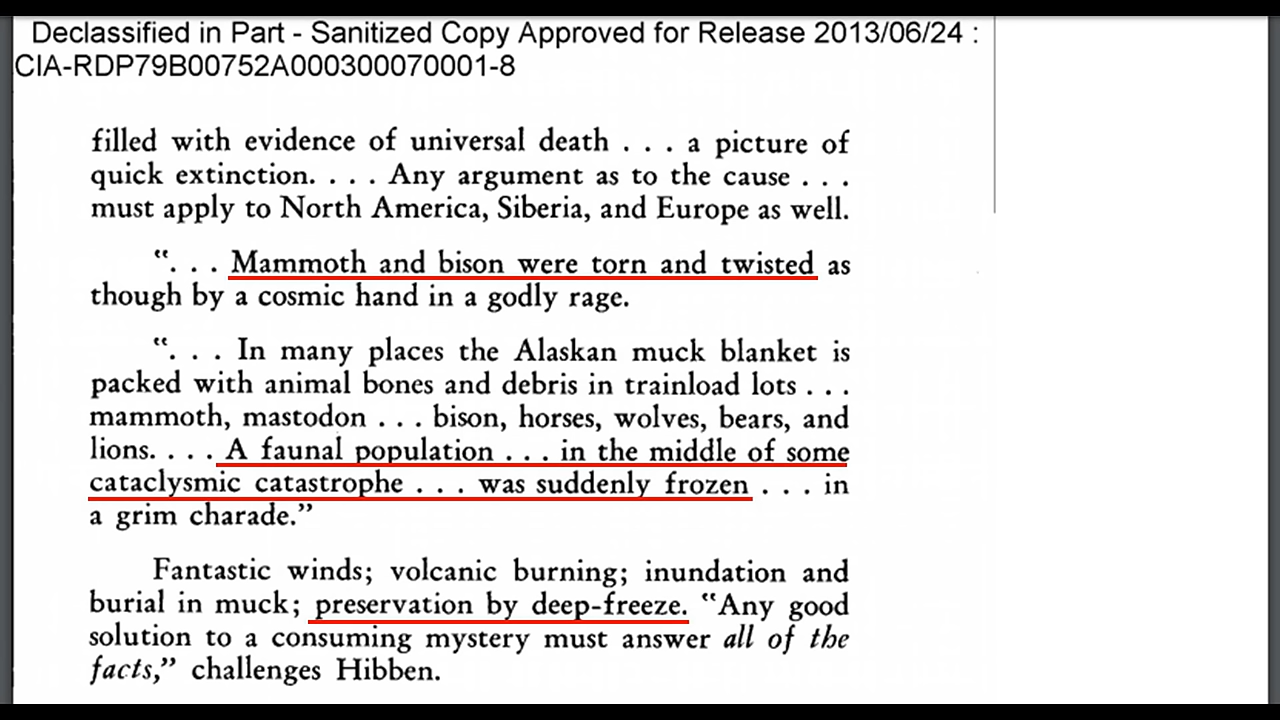 Declassified in Part - Sanitized Copy Approved for Release 2013/06/24 :
CIA-RDP79B00752A000300070001-8
filled with evidence of universal death . . . a picture of
quick extinction. . . . Any argument as to the cause . . .
must apply to North America, Siberia, and Europe as well.
“. . . Mammoth and bison were torn and twisted as
though by a cosmic hand in a godly rage.
“. . . In many places the Alaskan muck blanket is
packed with animal bones and debris in trainload lots . . .
mammoth, mastodon . . . bison, horses, wolves, bears, and
lions. . . . A faunal population . . . in the middle of some
cataclysmic catastrophe . . . was suddenly frozen . . . in
a grim charade.”
Fantastic winds; volcanic burning; inundation and
burial in muck; preservation by deep-freeze. “Any good
solution to a consuming mystery must answer all of the
facts,” challenges Hibben.